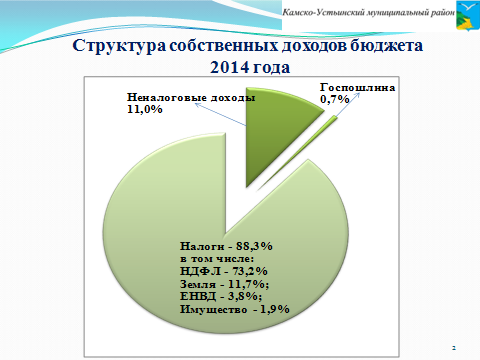 Камско-Устьинский муниципальный район
Структура собственных доходов бюджета
2014 года
Госпошлина
0,7%
Неналоговые доходы
11,0%
Налоги - 88,3%
в том числе:
НДФЛ - 73,2%
Земля - 11,7%;
ЕНВД - 3,8%;
Имущество - 1,9%